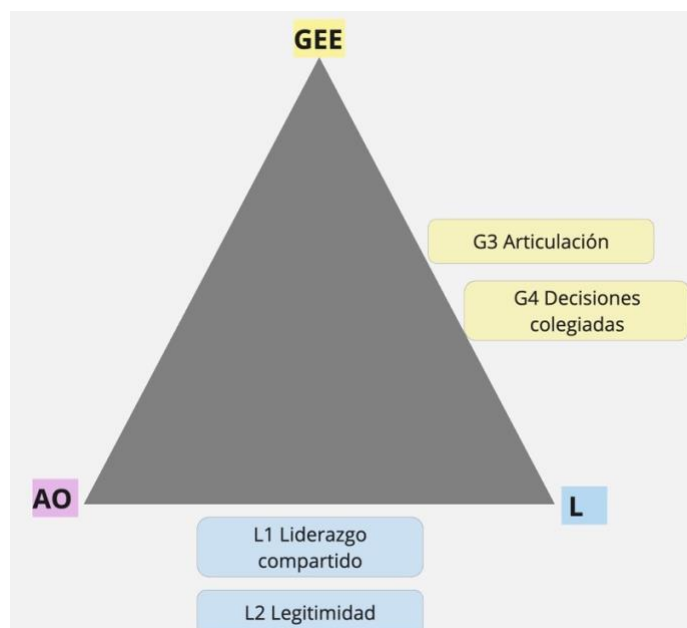 GEE
G3 Articulación
G4 Decisiones
colegiadas
AO
L
L1 Liderazgo
compartido
L2 Legitimidad